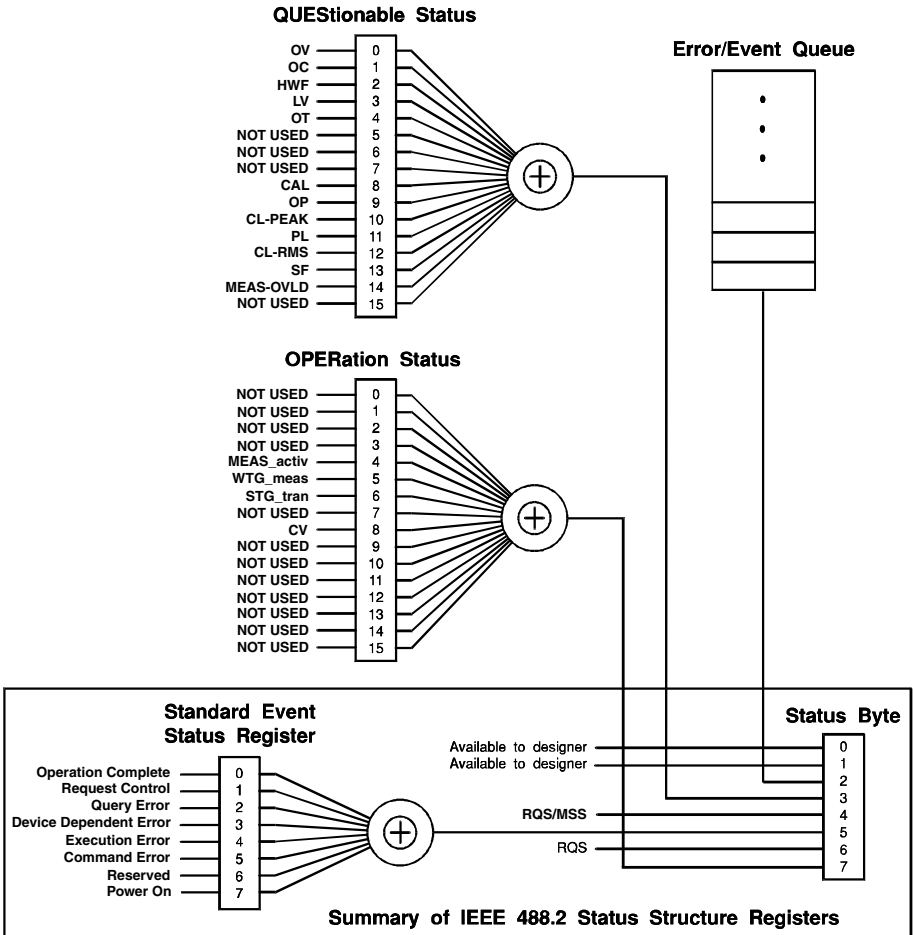 QUEStionable Status
OV 0
OC 1
HWF 2
LV 3
OT 4
NOT USED 5
NOT USED 6
NOT USED 7
CAL 8
OP 9
CL-PEAK 10
PL 11
CL-RMS 12
SF 13
MEAS-OVLD 14
NOT USED 15
Error/Event Queue
OPERation Status
NOT USED 0
NOT USED 1
NOT USED 2
NOT USED 3
MEAS_activ 4
WTG_meas 5
STG_tran 6
NOT USED 7
CV 8
NOT USED 9
NOT USED 10
NOT USED 11
NOT USED 12
NOT USED 13
NOT USED 14
NOT USED 15
Standard Event
Status Register
Operation Complete 0
Request Control 1
Query Error 2
Device Dependent Error 3
Execution Error 4
Command Error 5
Reserved 6
Power On 7
Status Byte
Available to designer 0
Available to designer 1
2
3
RQS/MSS 4
5
RQS 6
7
Summary of IEEE 488.2 Status Structure Registers